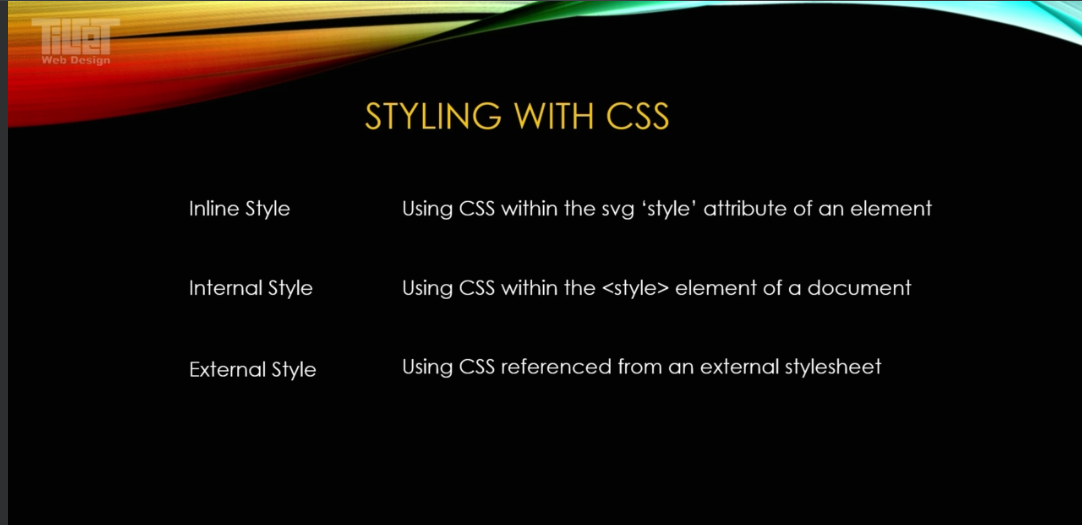 TiLLeT
Web Design
STYLING WITH CSS
Inline Style Using CSS within the svg ‘style’ attribute of an element
Internal Style Using CSS within the <style> element of a document
External Style Using CSS referenced from an external stylesheet